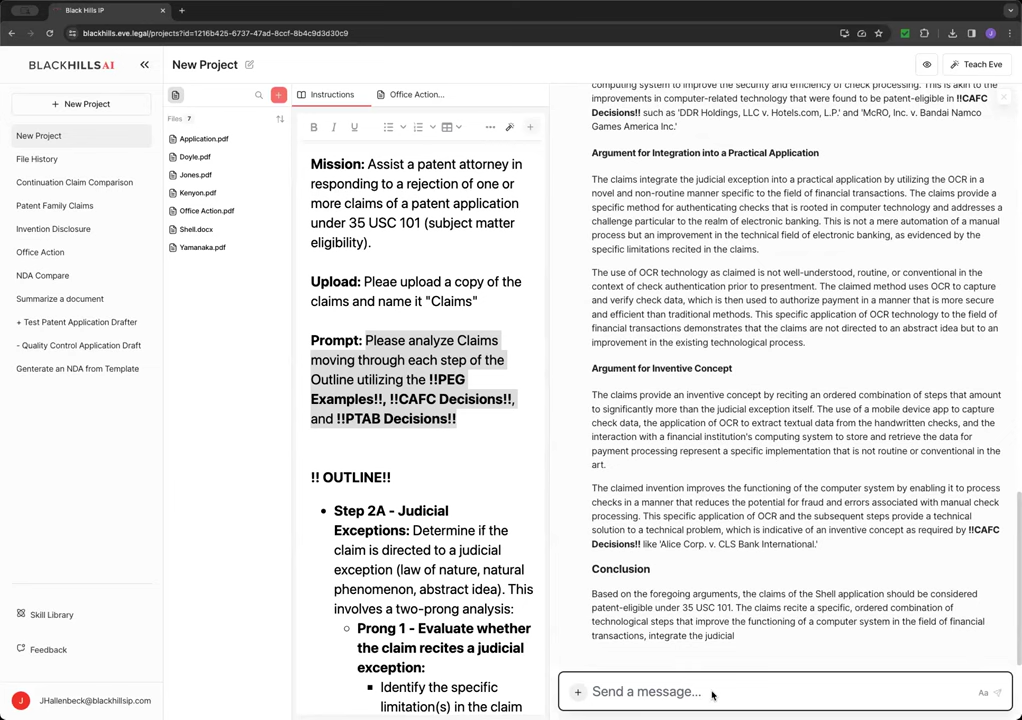 Black Hills IP
blackhills.eve.legal/projects?id=1216b425-6737-47ad-8ccf-8b4c9d3d30c9
J
BLACKHILLS AI
New Project
Teach Eve
+ New Project
New Project
File History
Continuation Claim Comparison
Patent Family Claims
Invention Disclosure
Office Action
NDA Compare
Summarize a document
+ Test Patent Application Drafter
- Quality Control Application Draft
Genterate an NDA from Template
Skill Library
Feedback
J
JHallenbeck@blackhillsip.com
Files 7
Application.pdf
Doyle.pdf
Jones.pdf
Kenyon.pdf
Office Action.pdf
Shell.docx
Yamanaka.pdf
Instructions
Office Action...
B I U
Mission: Assist a patent attorney in
responding to a rejection of one or
more claims of a patent application
under 35 USC 101 (subject matter
eligibility).
Upload: Pleae upload a copy of the
claims and name it "Claims"
Prompt: Please analyze Claims
moving through each step of the
Outline utilizing the !!PEG
Examples!!, !!CAFC Decisions!!,
and !!PTAB Decisions!!
!! OUTLINE!!
• Step 2A - Judicial
Exceptions: Determine if the
claim is directed to a judicial
exception (law of nature, natural
phenomenon, abstract idea). This
involves a two-prong analysis:
Prong 1 - Evaluate whether
the claim recites a judicial
exception:
Identify the specific
limitation(s) in the claim
computing system to improve the security and efficiency of check processing. This is akin to the
improvements in computer-related technology that were found to be patent-eligible in !!CAFC
Decisions!! such as 'DDR Holdings, LLC v. Hotels.com, L.P.' and 'McRO, Inc. v. Bandai Namco
Games America Inc.'
Argument for Integration into a Practical Application
The claims integrate the judicial exception into a practical application by utilizing the OCR in a
novel and non-routine manner specific to the field of financial transactions. The claims provide a
specific method for authenticating checks that is rooted in computer technology and addresses a
challenge particular to the realm of electronic banking. This is not a mere automation of a manual
process but an improvement in the technical field of electronic banking, as evidenced by the
specific limitations recited in the claims.
The use of OCR technology as claimed is not well-understood, routine, or conventional in the
context of check authentication prior to presentment. The claimed method uses OCR to capture
and verify check data, which is then used to authorize payment in a manner that is more secure
and efficient than traditional methods. This specific application of OCR technology to the field of
financial transactions demonstrates that the claims are not directed to an abstract idea but to an
improvement in the existing technological process.
Argument for Inventive Concept
The claims provide an inventive concept by reciting an ordered combination of steps that amount
to significantly more than the judicial exception itself. The use of a mobile device app to capture
check data, the application of OCR to extract textual data from the handwritten checks, and the
interaction with a financial institution's computing system to store and retrieve the data for
payment processing represent a specific implementation that is not routine or conventional in the
art.
The claimed invention improves the functioning of the computer system by enabling it to process
checks in a manner that reduces the potential for fraud and errors associated with manual check
processing. This specific application of OCR and the subsequent steps provide a technical
solution to a technical problem, which is indicative of an inventive concept as required by !!CAFC
Decisions!! like 'Alice Corp. v. CLS Bank International.'
Conclusion
Based on the foregoing arguments, the claims of the Shell application should be considered
patent-eligible under 35 USC 101. The claims recite a specific, ordered combination of
technological steps that improve the functioning of a computer system in the field of financial
transactions, integrate the judicial
Send a message...
Aa